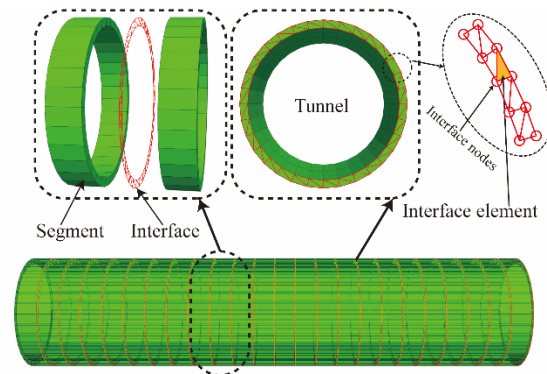 Tunnel
Interface nodes
Interface element
Segment
Interface